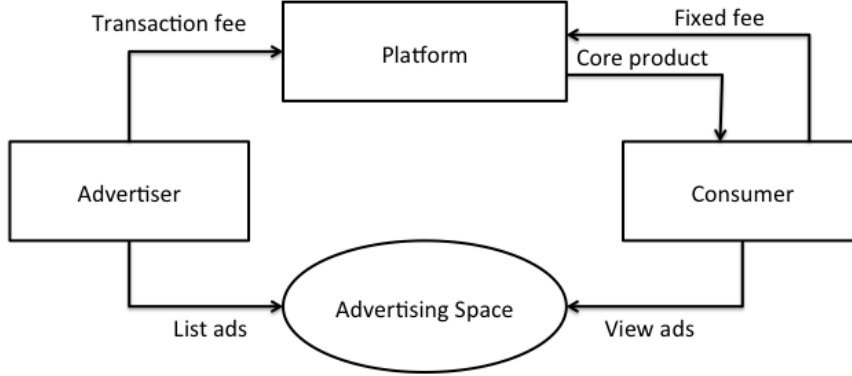 Transaction fee
Platform
Fixed fee
Core product
Advertiser
Consumer
Advertising Space
List ads
View ads